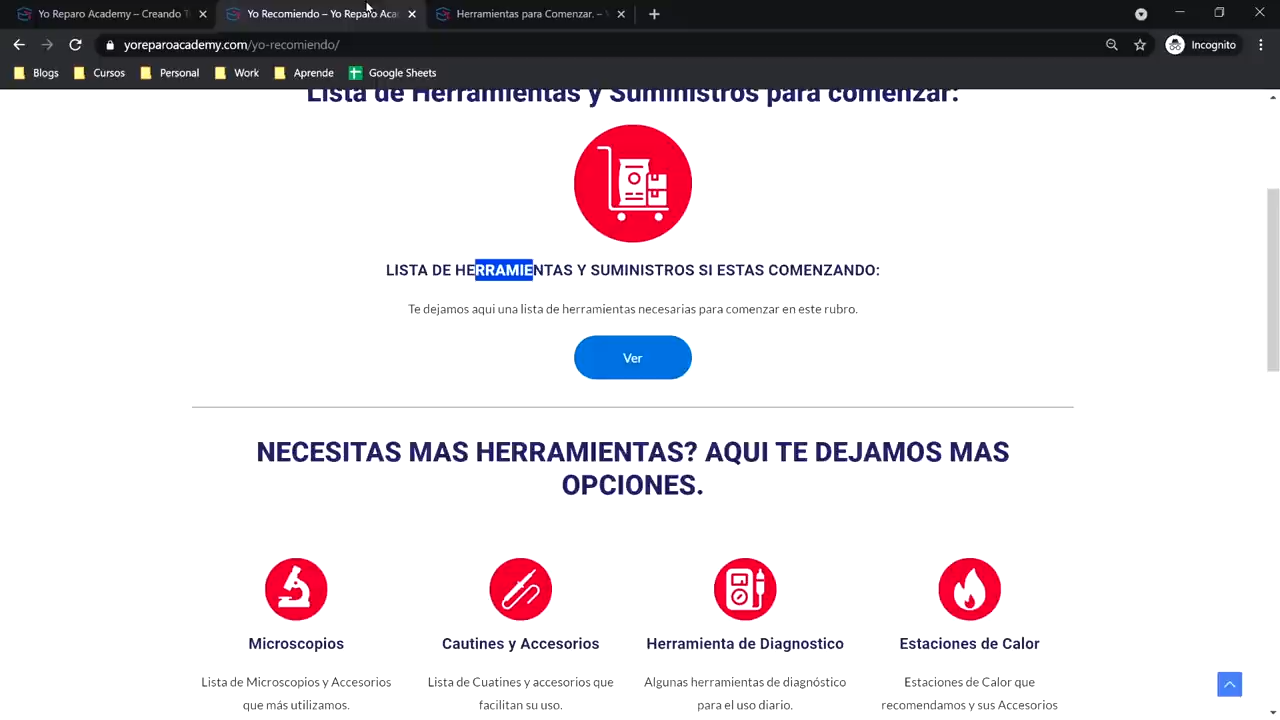 Yo Reparo Academy – Creando T
Yo Recomiendo – Yo Reparo Aca
Herramientas para Comenzar. –
yoreparoacademy.com/yo-recomiendo/
Incognito
Blogs
Cursos
Personal
Work
Aprende
Google Sheets
Lista de Herramientas y Suministros para comenzar:
LISTA DE HERRAMIENTAS Y SUMINISTROS SI ESTAS COMENZANDO:
Te dejamos aqui una lista de herramientas necesarias para comenzar en este rubro.
Ver
NECESITAS MAS HERRAMIENTAS? AQUI TE DEJAMOS MAS
OPCIONES.
Microscopios
Lista de Microscopios y Accesorios
que más utilizamos.
Cautines y Accesorios
Lista de Cuatines y accesorios que
facilitan su uso.
Herramienta de Diagnostico
Algunas herramientas de diagnóstico
para el uso diario.
Estaciones de Calor
Estaciones de Calor que
recomendamos y sus Accesorios